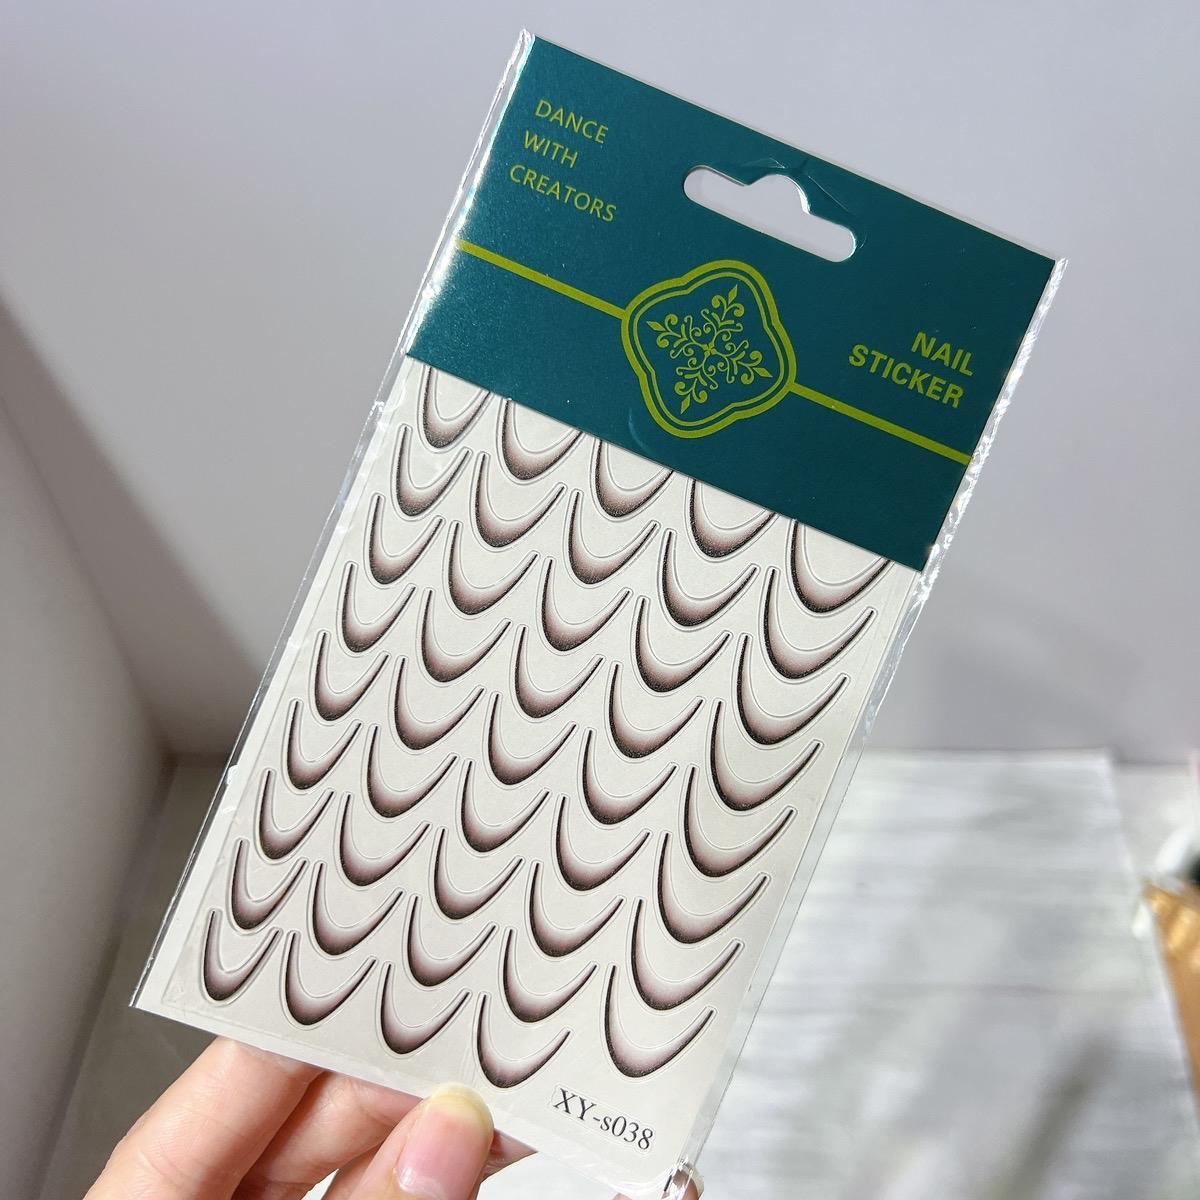 DANCE
WITH
CREATORS
NAIL
STICKER
XY-s038